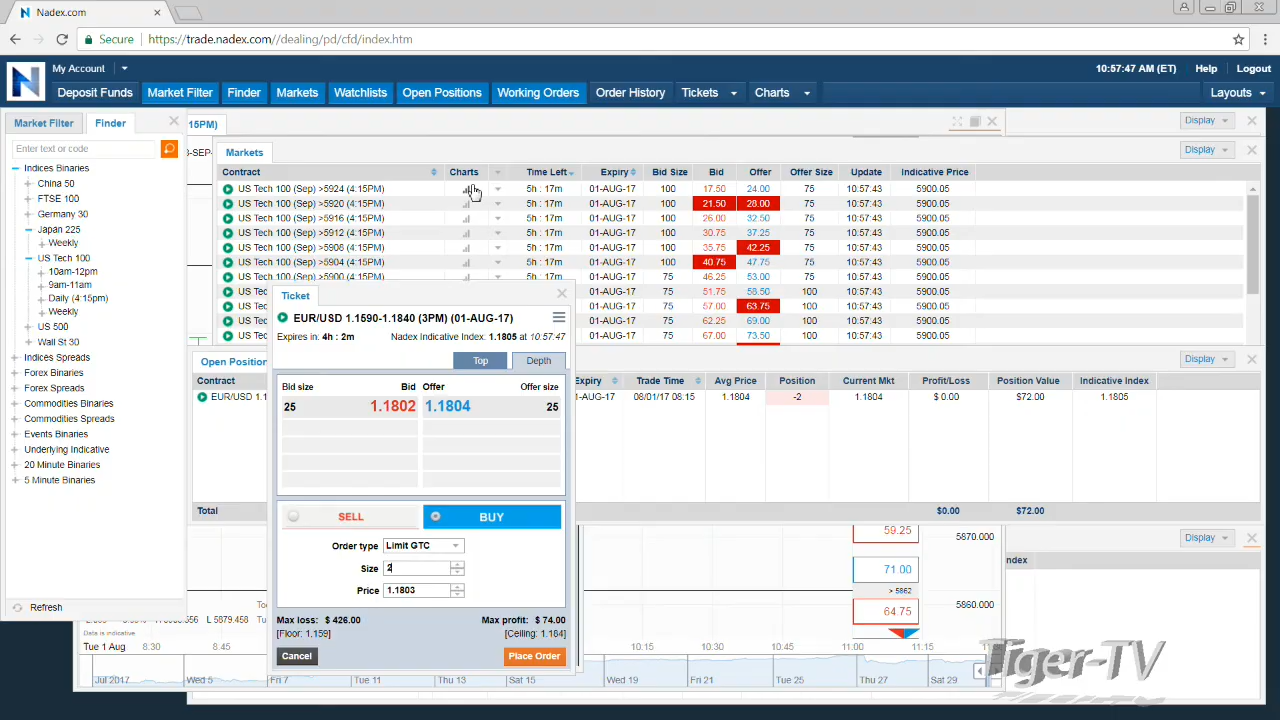 Nadex.com
Secure https://trade.nadex.com//dealing/pd/cfd/index.htm
My Account
10:57:47 AM (ET) Help Logout
Deposit Funds Market Filter Finder Markets Watchlists Open Positions Working Orders Order History Tickets Charts Layouts
Market Filter Finder
15PM)
Display
Enter text or code
3-SEP-
Markets
Display
Contract Charts Time Left Expiry Bid Size Bid Offer Offer Size Update Indicative Price
US Tech 100 (Sep) >5924 (4:15PM) 5h : 17m 01-AUG-17 100 17.50 24.00 75 10:57:43 5900.05
US Tech 100 (Sep) >5920 (4:15PM) 5h : 17m 01-AUG-17 100 21.50 28.00 75 10:57:43 5900.05
US Tech 100 (Sep) >5916 (4:15PM) 5h : 17m 01-AUG-17 100 26.00 32.50 75 10:57:43 5900.05
US Tech 100 (Sep) >5912 (4:15PM) 5h : 17m 01-AUG-17 100 30.75 37.25 75 10:57:43 5900.05
US Tech 100 (Sep) >5908 (4:15PM) 5h : 17m 01-AUG-17 100 35.75 42.25 75 10:57:43 5900.05
US Tech 100 (Sep) >5904 (4:15PM) 5h : 17m 01-AUG-17 100 40.75 47.75 75 10:57:43 5900.05
US Tech 100 (Sep) >5900 (4:15PM) 5h : 17m 01-AUG-17 75 46.25 53.00 75 10:57:43 5900.05
75 51.75 58.50 100 10:57:43 5900.05
75 57.00 63.75 100 10:57:43 5900.05
75 62.25 69.00 100 10:57:43 5900.05
75 67.00 73.50 100 10:57:43 5900.05
Indices Binaries
China 50
FTSE 100
Germany 30
Japan 225
Weekly
US Tech 100
10am-12pm
9am-11am
Daily (4:15pm)
Weekly
US 500
Wall St 30
Indices Spreads
Forex Binaries
Forex Spreads
Commodities Binaries
Commodities Spreads
Events Binaries
Underlying Indicative
20 Minute Binaries
5 Minute Binaries
Refresh
Open Position
Display
Contract Expiry Trade Time Avg Price Position Current Mkt Profit/Loss Position Value Indicative Index
EUR/USD 1.1 1-AUG-17 08/01/17 08:15 1.1804 -2 1.1804 $ 0.00 $72.00 1.1805
Total $0.00 $72.00
Ticket
EUR/USD 1.1590-1.1840 (3PM) (01-AUG-17)
Expires in: 4h : 2m Nadex Indicative Index: 1.1805 at 10:57:47
Top Depth
Bid size Bid Offer Offer size
25 1.1802 1.1804 25
SELL BUY
Order type Limit GTC
Size 2
Price 1.1803
Max loss: $ 426.00 Max profit: $ 74.00
[Floor: 1.159] [Ceiling: 1.184]
Cancel Place Order
59.25 5870.000
71.00
> 5862
64.75 5860.000
Display
ndex
L 5879.458
Data is indicative
Tue 1 Aug 8:30 8:45 10:15 10:30 10:45 11:00 11:15
Jul 2017 Wed 5 Fri 7 Tue 11 Thu 13 Sat 15 Wed 19 Fri 21 Tue 25 Thu 27 Sat 29
Tiger-TV